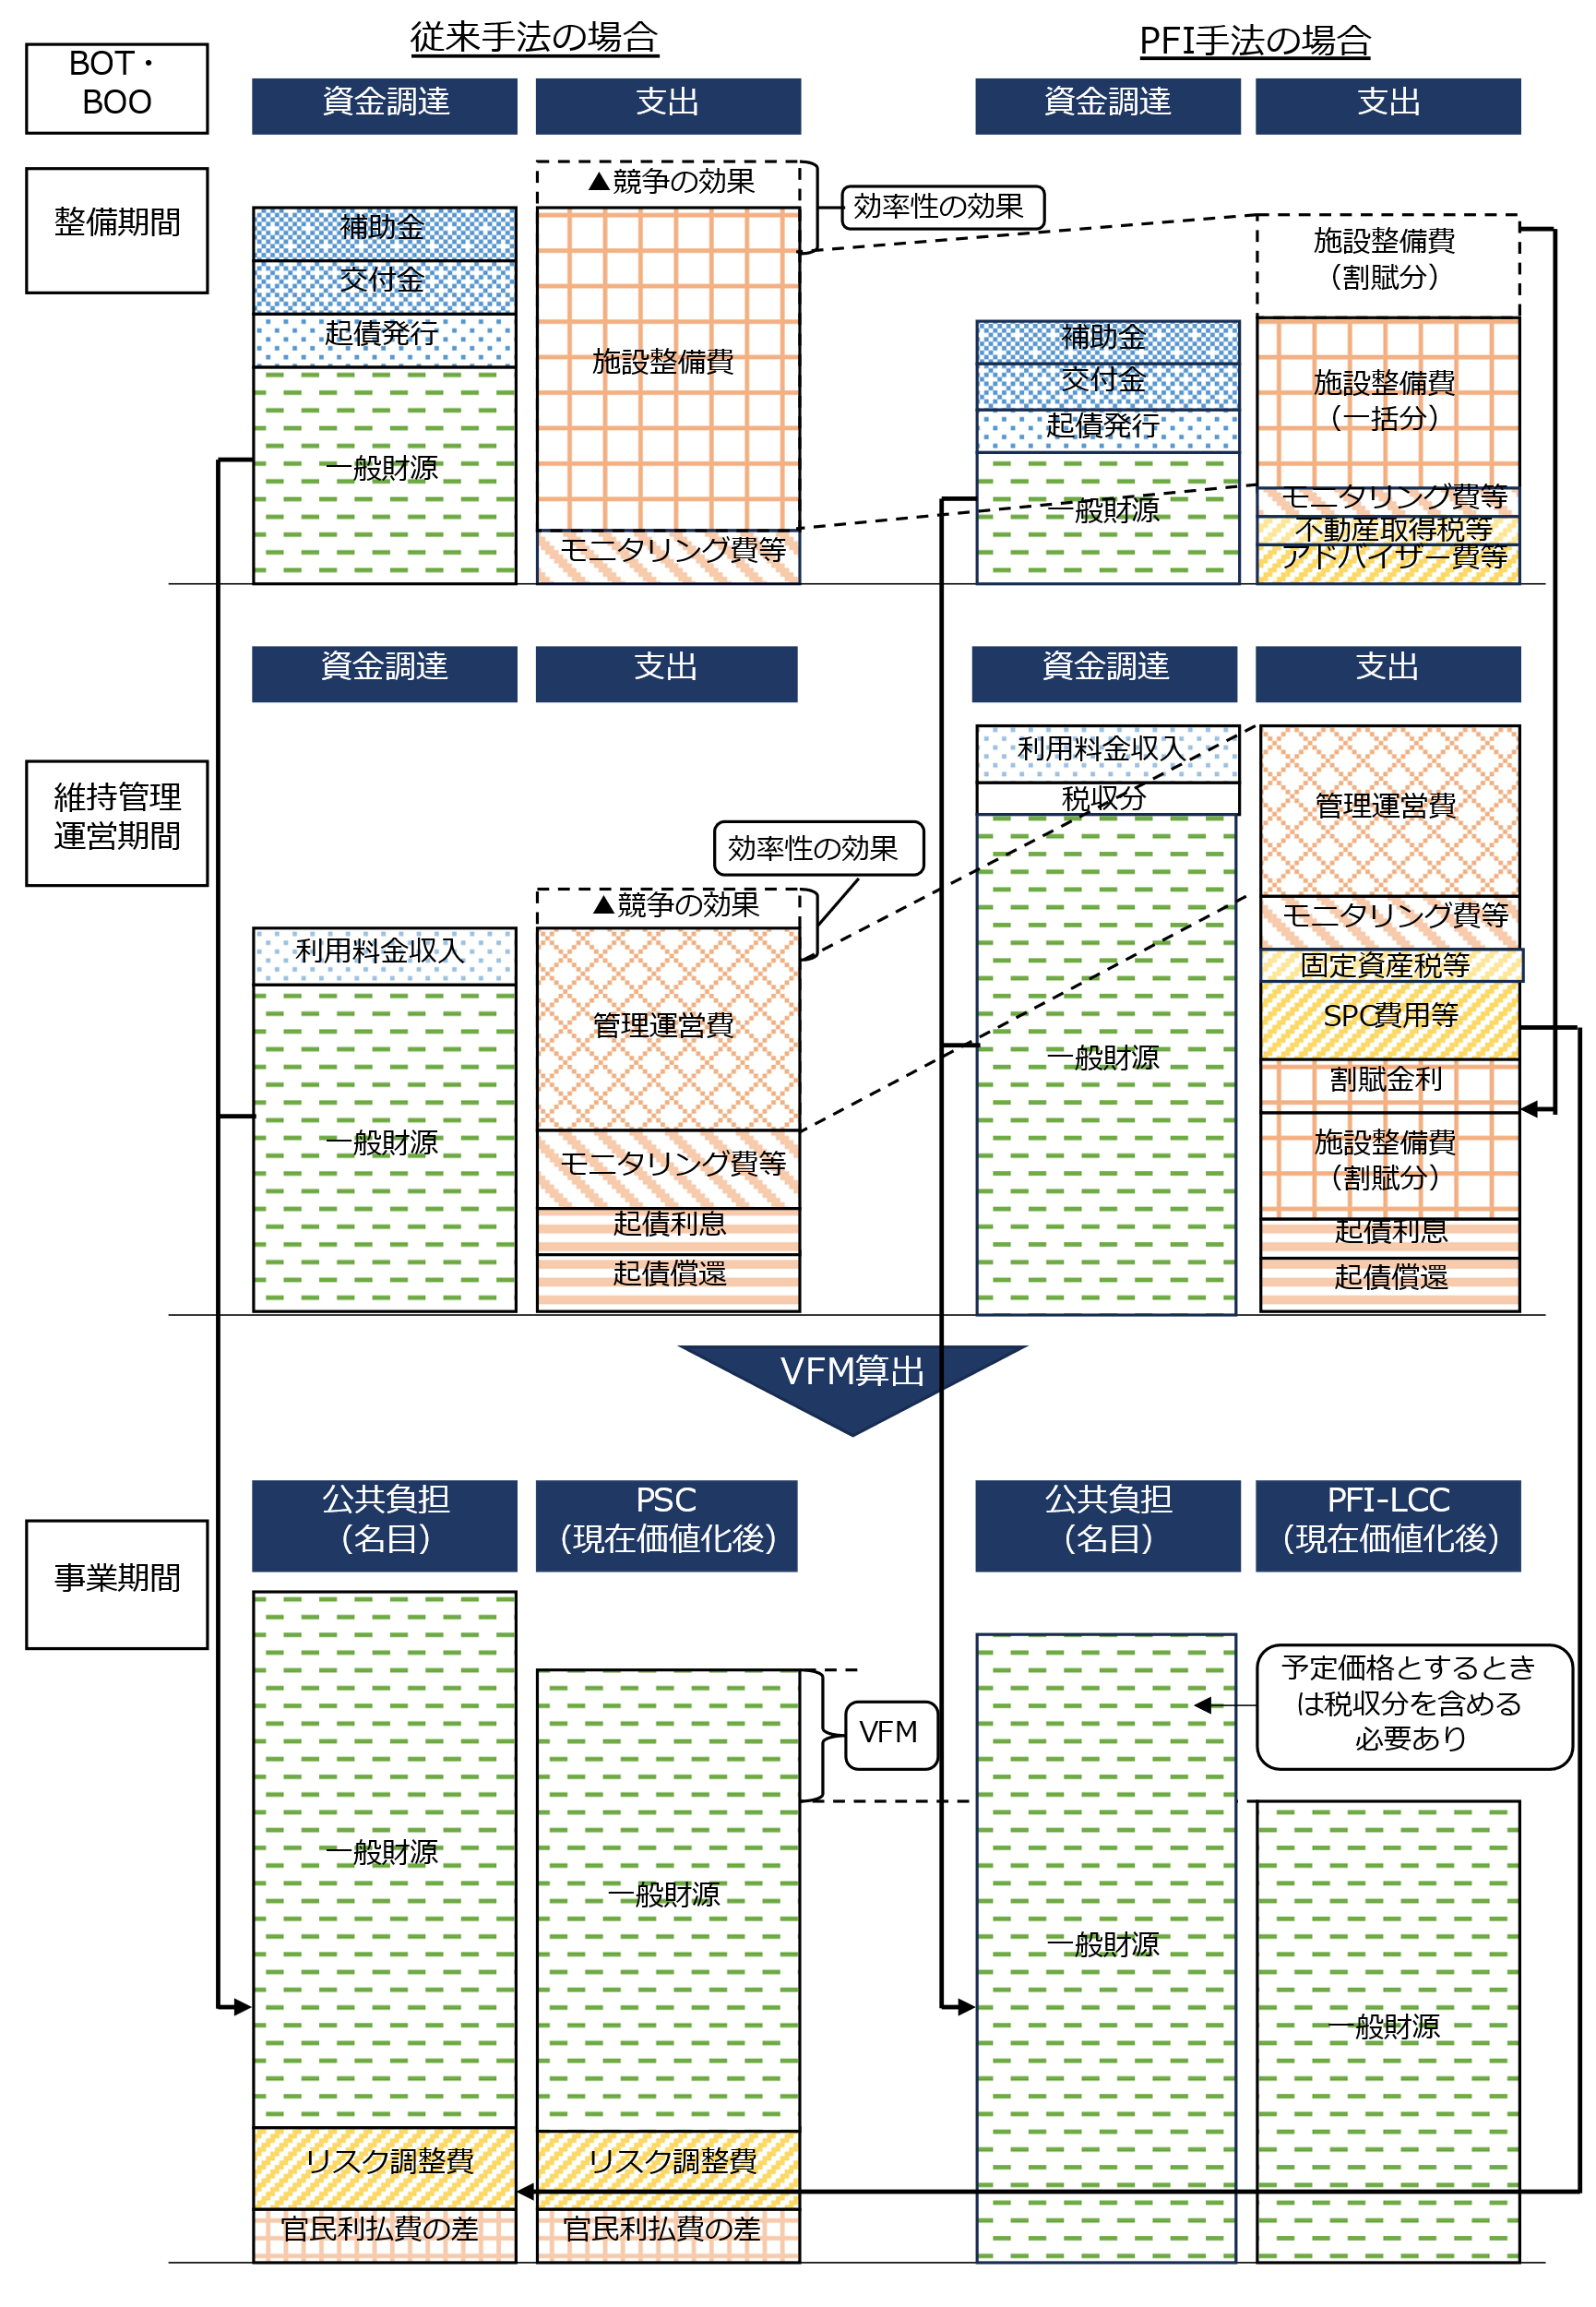 従来手法の場合
PFI手法の場合
BOT・
BOO
資金調達
支出
資金調達
支出
整備期間
▲競争の効果
効率性の効果
補助金
交付金
起債発行
一般財源
施設整備費
モニタリング費等
補助金
交付金
起債発行
一般財源
施設整備費
（割賦分）
施設整備費
（一括分）
モニタリング費等
不動産取得税等
アドバイザー費等
資金調達
支出
資金調達
支出
維持管理
運営期間
効率性の効果
▲競争の効果
利用料金収入
一般財源
管理運営費
モニタリング費等
起債利息
起債償還
利用料金収入
税収分
一般財源
管理運営費
モニタリング費等
固定資産税等
SPC費用等
割賦金利
施設整備費
（割賦分）
起債利息
起債償還
VFM算出
公共負担
（名目）
PSC
（現在価値化後）
公共負担
（名目）
PFI-LCC
（現在価値化後）
事業期間
一般財源
リスク調整費
官民利払費の差
一般財源
リスク調整費
官民利払費の差
VFM
一般財源
予定価格とするとき
は税収分を含める
必要あり
一般財源